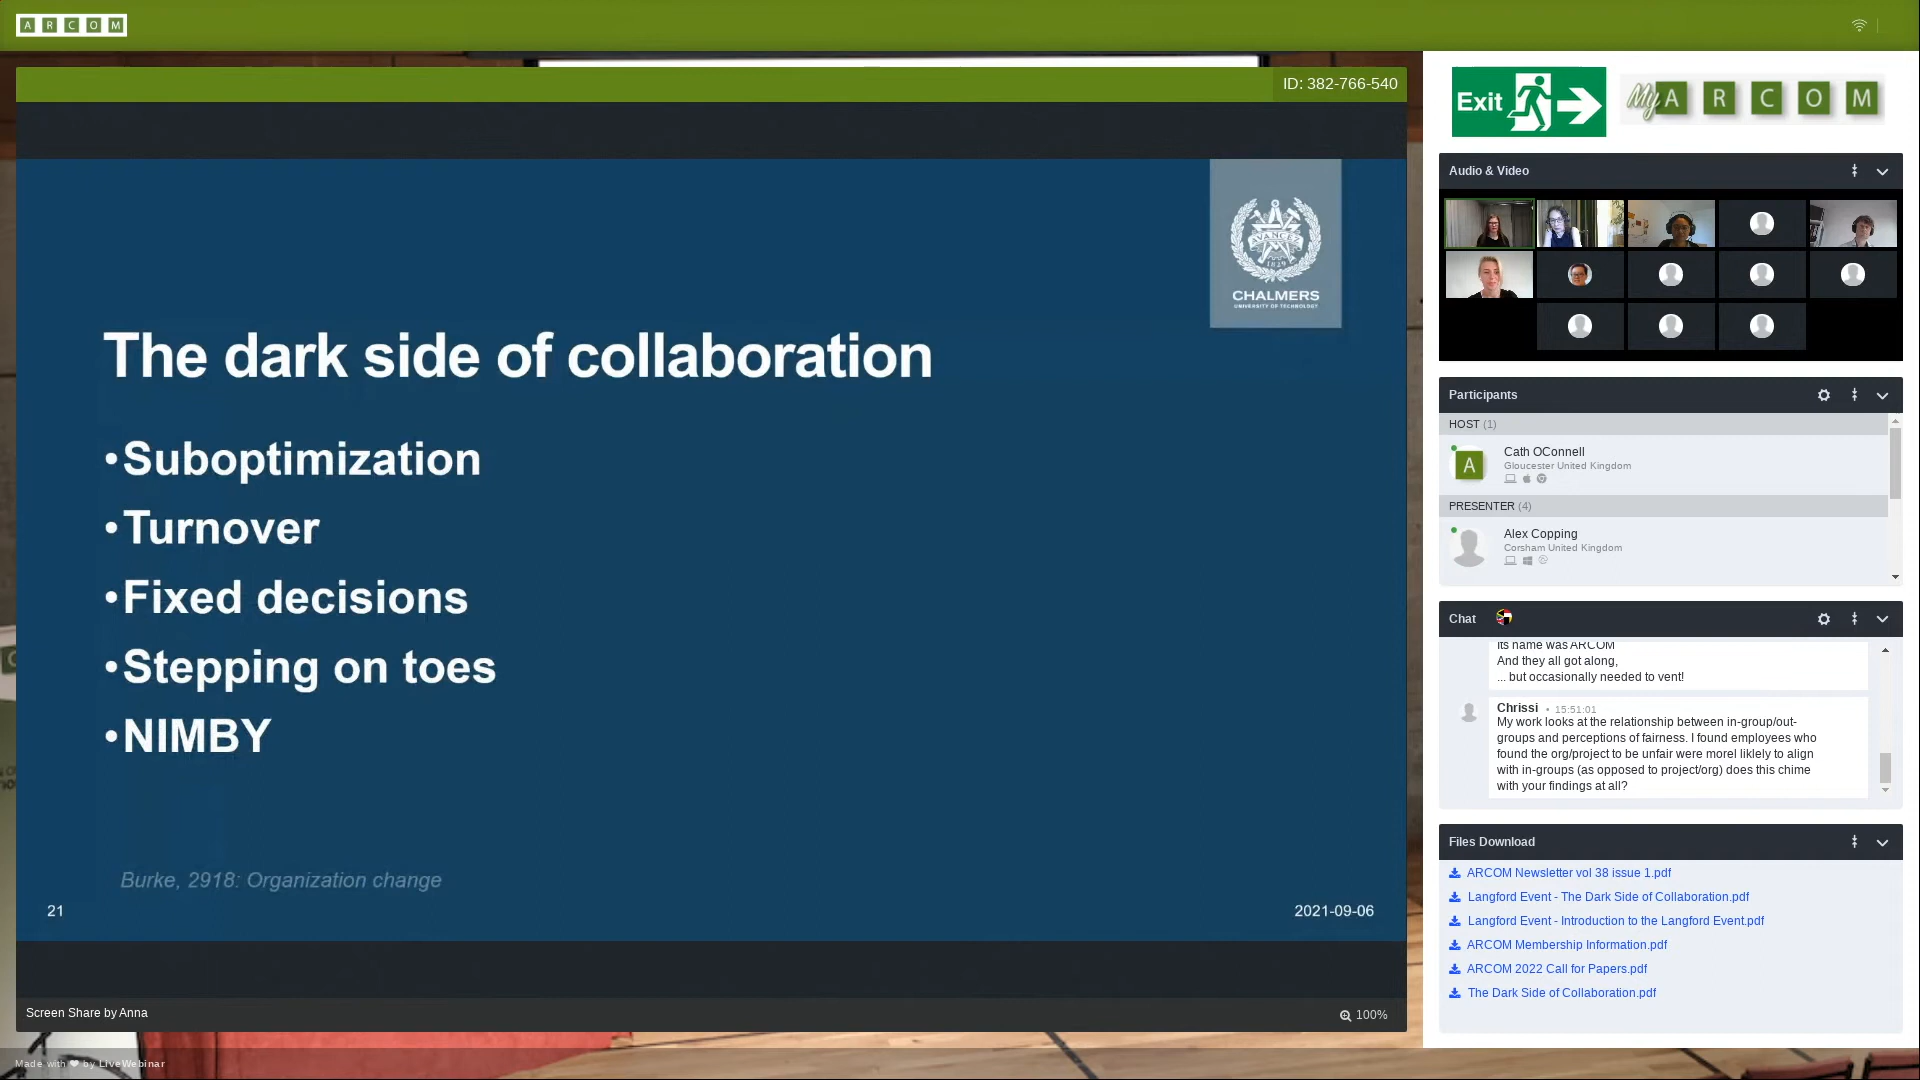 A R C O M
ID: 382-766-540
AVANCEZ
1829
CHALMERS
UNIVERSITY OF TECHNOLOGY
The dark side of collaboration
•Suboptimization
•Turnover
•Fixed decisions
•Stepping on toes
•NIMBY
Burke, 2918: Organization change
21
2021-09-06
Screen Share by Anna
100%
Made with ❤ by LiveWebinar
Exit
My A R C O M
Audio & Video
Participants
HOST (1)
A
Cath OConnell
Gloucester United Kingdom
PRESENTER (4)
Alex Copping
Corsham United Kingdom
Chat
Its name was ARCOM
And they all got along,
... but occasionally needed to vent!
Chrissi • 15:51:01
My work looks at the relationship between in-group/out-
groups and perceptions of fairness. I found employees who
found the org/project to be unfair were morel liklely to align
with in-groups (as opposed to project/org) does this chime
with your findings at all?
Files Download
ARCOM Newsletter vol 38 issue 1.pdf
Langford Event - The Dark Side of Collaboration.pdf
Langford Event - Introduction to the Langford Event.pdf
ARCOM Membership Information.pdf
ARCOM 2022 Call for Papers.pdf
The Dark Side of Collaboration.pdf